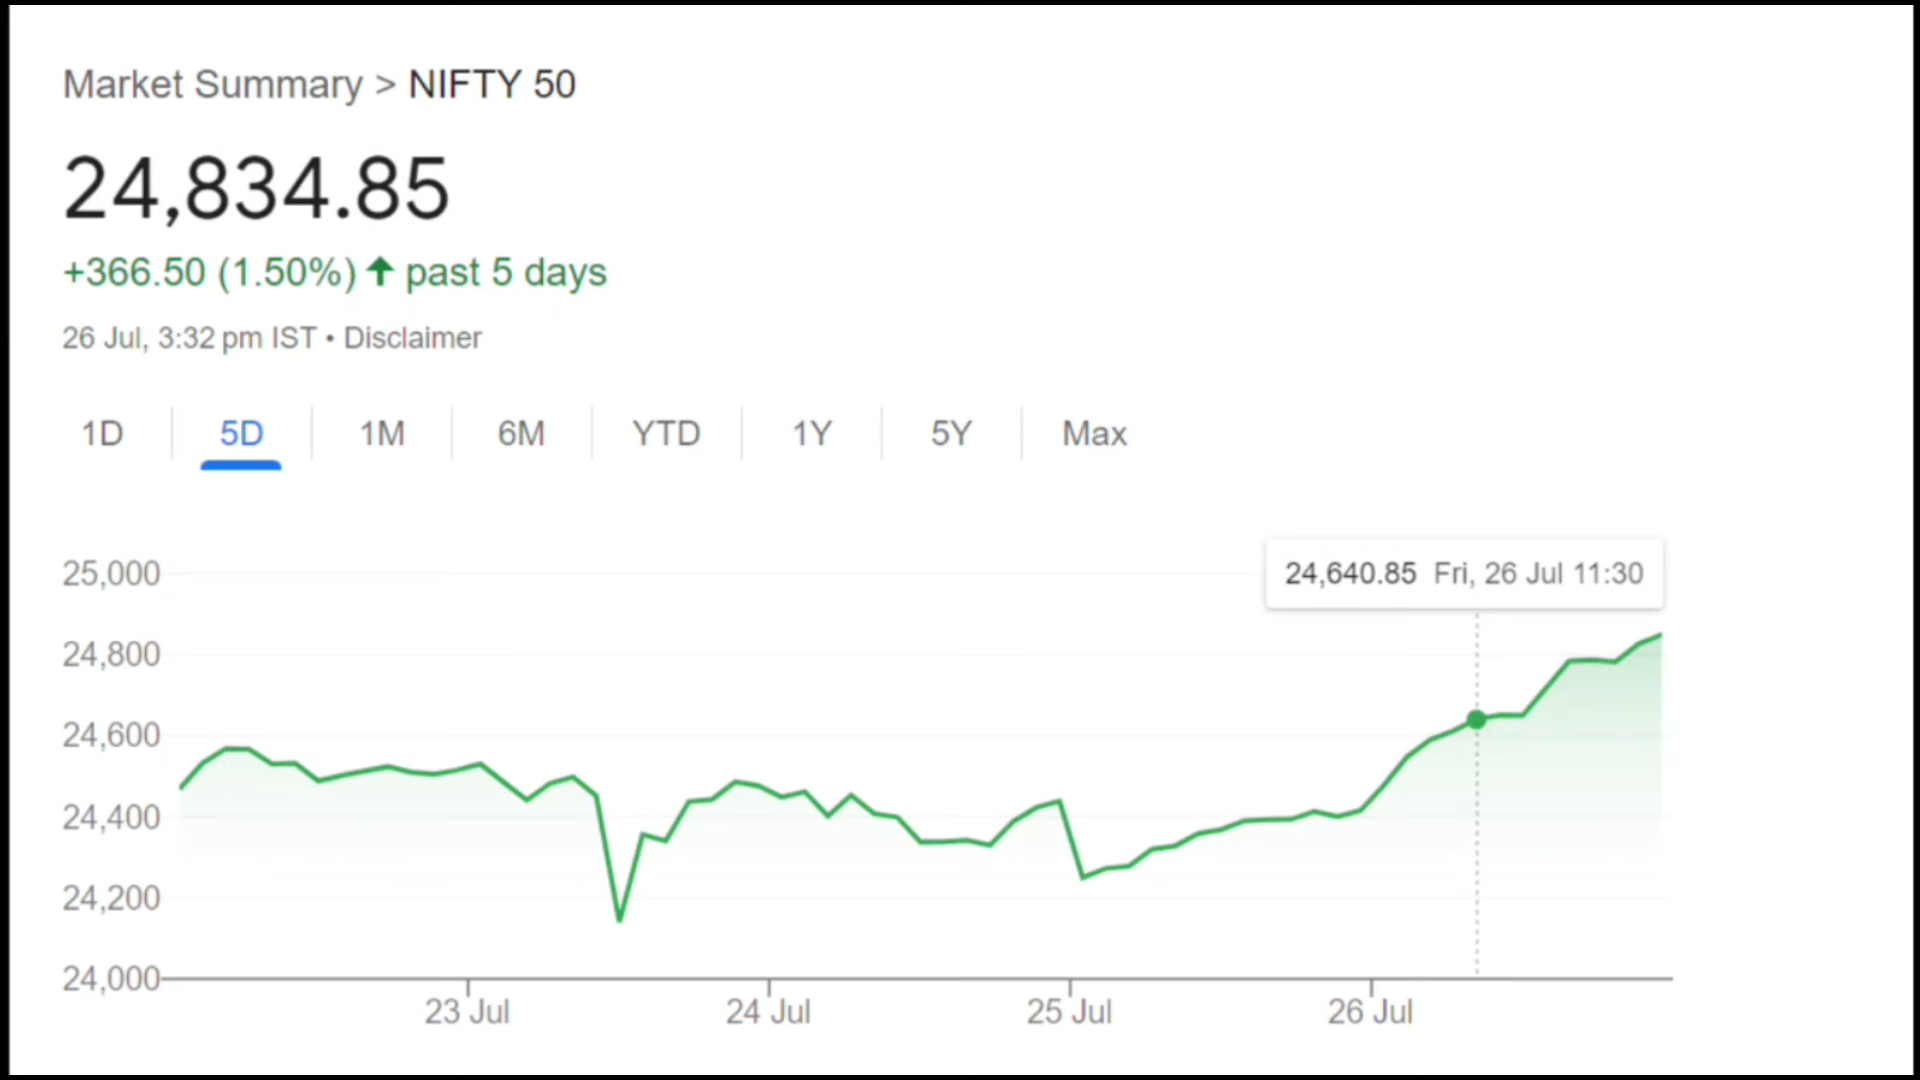 Market Summary > NIFTY 50
24,834.85
+366.50 (1.50%) ↑ past 5 days
26 Jul, 3:32 pm IST • Disclaimer
1D 5D 1M 6M YTD 1Y 5Y Max
24,640.85 Fri, 26 Jul 11:30
25,000
24,800
24,600
24,400
24,200
24,000
23 Jul 24 Jul 25 Jul 26 Jul